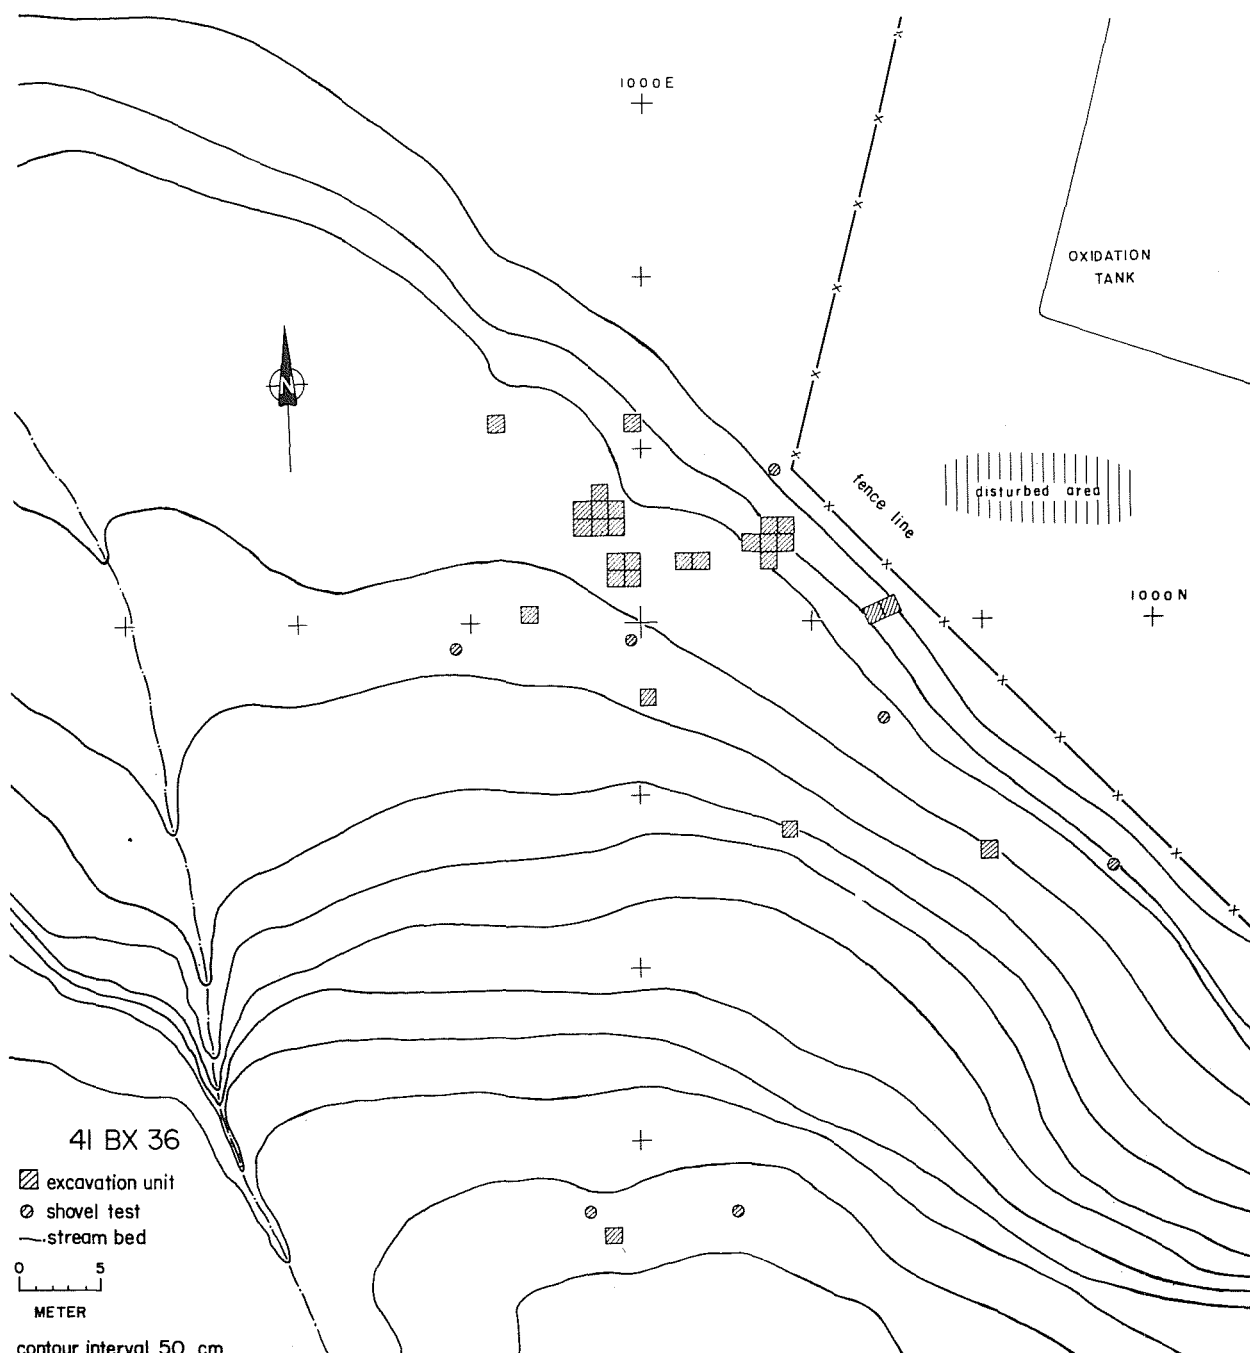 1000E
OXIDATION
TANK
N
fence line
disturbed area
1000N
41 BX 36
excavation unit
shovel test
stream bed
0 5
METER
contour interval 50 cm